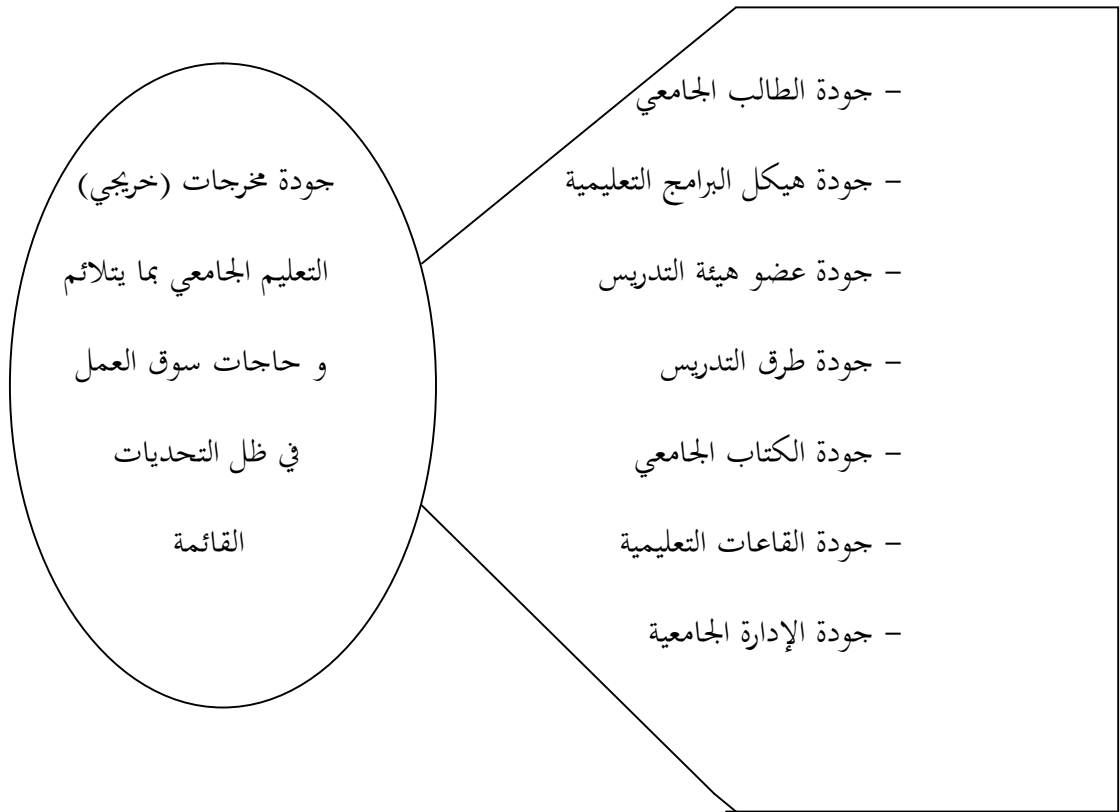 – جودة الطالب الجامعي
– جودة هيكل البرامج التعليمية
– جودة عضو هيئة التدريس
– جودة طرق التدريس
– جودة الكتاب الجامعي
– جودة القاعات التعليمية
– جودة الإدارة الجامعية
جودة مخرجات (خريجي)
التعليم الجامعي بما يتلائم
و حاجات سوق العمل
في ظل التحديات
القائمة